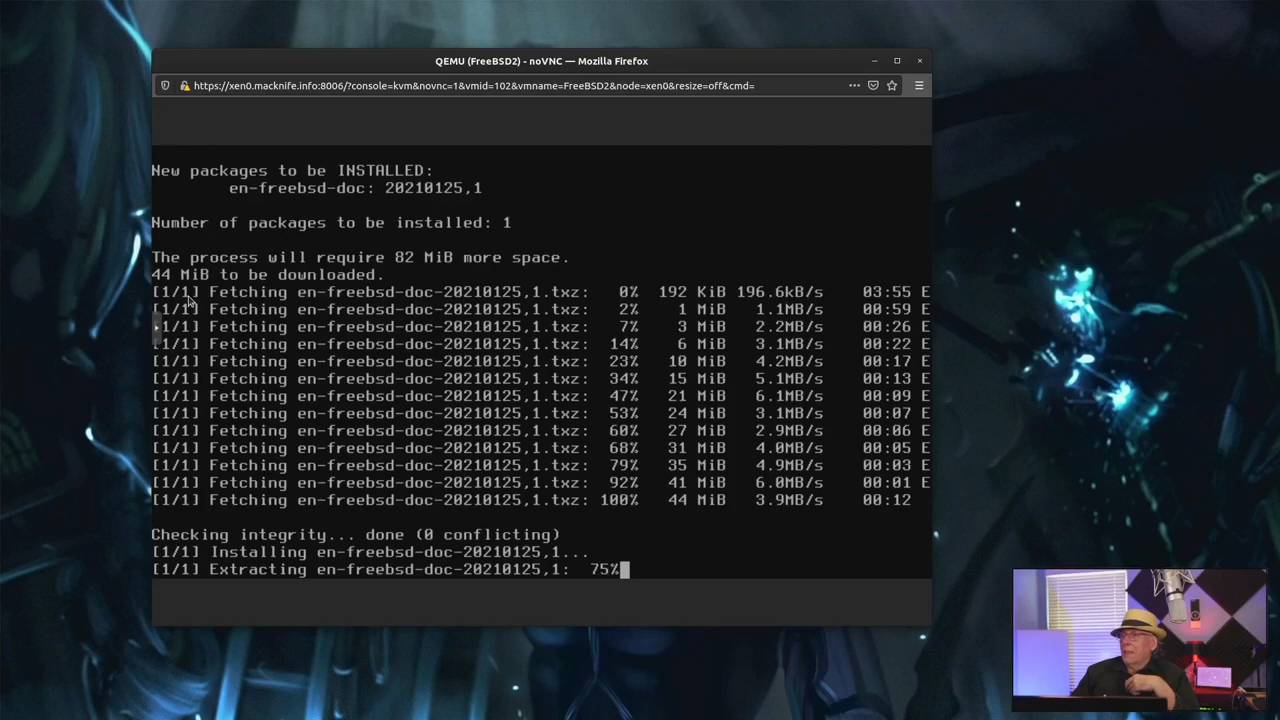 QEMU (FreeBSD2) - noVNC — Mozilla Firefox
https://xen0.macknife.info:8006/?console=kvm&novnc=1&vmid=102&vmname=FreeBSD2&node=xen0&resize=off&cmd=
New packages to be INSTALLED:
en-freebsd-doc: 20210125,1
Number of packages to be installed: 1
The process will require 82 MiB more space.
44 MiB to be downloaded.
[1/1] Fetching en-freebsd-doc-20210125,1.txz: 0% 192 KiB 196.6kB/s 03:55 E
[1/1] Fetching en-freebsd-doc-20210125,1.txz: 2% 1 MiB 1.1MB/s 00:59 E
[1/1] Fetching en-freebsd-doc-20210125,1.txz: 7% 3 MiB 2.2MB/s 00:26 E
[1/1] Fetching en-freebsd-doc-20210125,1.txz: 14% 6 MiB 3.1MB/s 00:22 E
[1/1] Fetching en-freebsd-doc-20210125,1.txz: 23% 10 MiB 4.2MB/s 00:17 E
[1/1] Fetching en-freebsd-doc-20210125,1.txz: 34% 15 MiB 5.1MB/s 00:13 E
[1/1] Fetching en-freebsd-doc-20210125,1.txz: 47% 21 MiB 6.1MB/s 00:09 E
[1/1] Fetching en-freebsd-doc-20210125,1.txz: 53% 24 MiB 3.1MB/s 00:07 E
[1/1] Fetching en-freebsd-doc-20210125,1.txz: 60% 27 MiB 2.9MB/s 00:06 E
[1/1] Fetching en-freebsd-doc-20210125,1.txz: 68% 31 MiB 4.0MB/s 00:05 E
[1/1] Fetching en-freebsd-doc-20210125,1.txz: 79% 35 MiB 4.9MB/s 00:03 E
[1/1] Fetching en-freebsd-doc-20210125,1.txz: 92% 41 MiB 6.0MB/s 00:01 E
[1/1] Fetching en-freebsd-doc-20210125,1.txz: 100% 44 MiB 3.9MB/s 00:12
Checking integrity... done (0 conflicting)
[1/1] Installing en-freebsd-doc-20210125,1...
[1/1] Extracting en-freebsd-doc-20210125,1: 75%